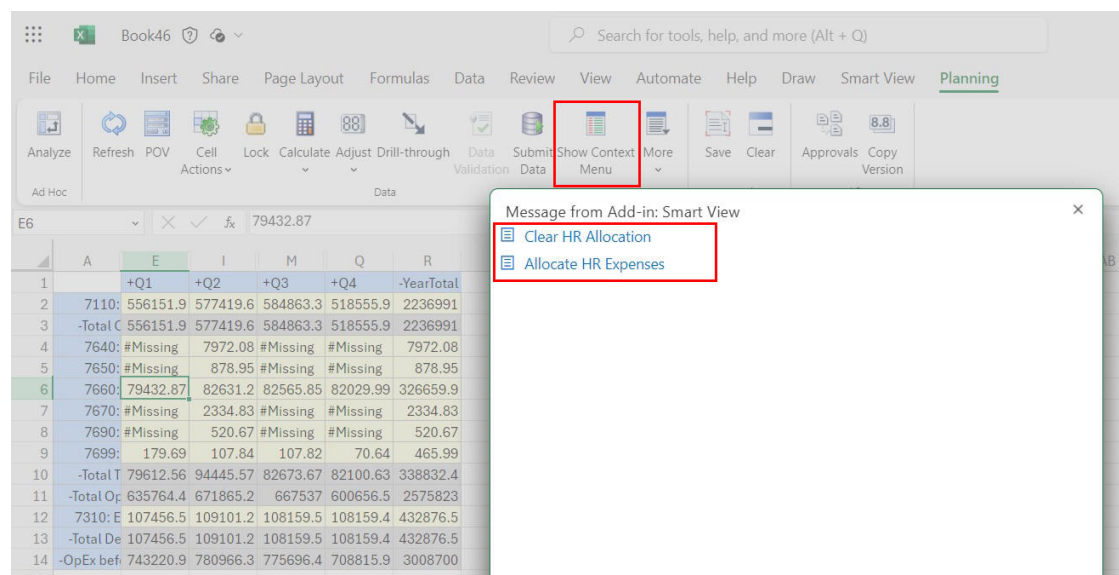 Book46
Search for tools, help, and more (Alt + Q)
File Home Insert Share Page Layout Formulas Data Review View Automate Help Draw Smart View Planning
Analyze Refresh POV Cell Actions Lock Calculate Adjust Drill-through Data Validation Submit Data Show Context Menu More Save Clear Approvals Copy Version
Ad Hoc Data
E6 fx 79432.87
Message from Add-in: Smart View
Clear HR Allocation
Allocate HR Expenses
A E I M Q R AB
1 +Q1 +Q2 +Q3 +Q4 -YearTotal
2 7110: 556151.9 577419.6 584863.3 518555.9 2236991
3 -Total C 556151.9 577419.6 584863.3 518555.9 2236991
4 7640: #Missing 7972.08 #Missing #Missing 7972.08
5 7650: #Missing 878.95 #Missing #Missing 878.95
6 7660: 79432.87 82631.2 82565.85 82029.99 326659.9
7 7670: #Missing 2334.83 #Missing #Missing 2334.83
8 7690: #Missing 520.67 #Missing #Missing 520.67
9 7699: 179.69 107.84 107.82 70.64 465.99
10 -Total T 79612.56 94445.57 82673.67 82100.63 338832.4
11 -Total Op 635764.4 671865.2 667537 600656.5 2575823
12 7310: E 107456.5 109101.2 108159.5 108159.4 432876.5
13 -Total De 107456.5 109101.2 108159.5 108159.4 432876.5
14 -OpEx bef 743220.9 780966.3 775696.4 708815.9 3008700